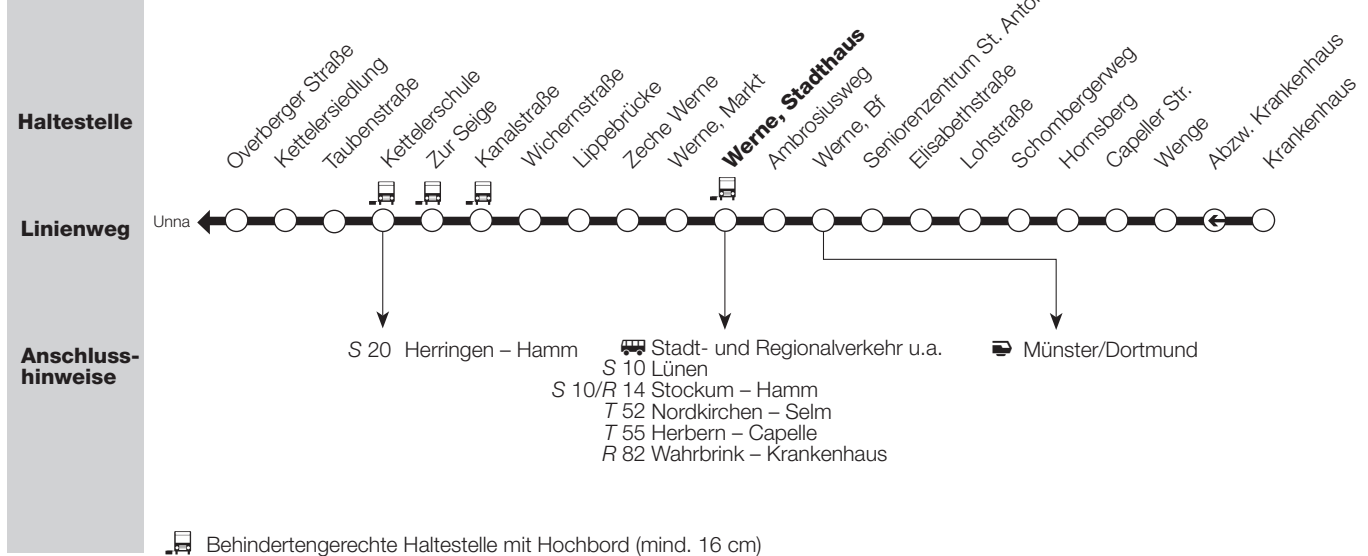 Haltestelle
Overberger Straße
Kettelersiedlung
Taubenstraße
Kettelerschule
Zur Seige
Kanalstraße
Wichernstraße
Lippebrücke
Zeche Werne
Werne, Markt
Werne, Stadthaus
Ambrosiusweg
Werne, Bf
Seniorenzentrum St.
Elisabethstraße
Lohstraße
Schombergerweg
Hornsberg
Capeller Str.
Wenge
Abzw. Krankenhaus
Krankenhaus
Linienweg
Unna
Anschluss-
hinweise
S 20 Herringen – Hamm
Stadt- und Regionalverkehr u.a.
S 10 Lünen
S 10/R 14 Stockum – Hamm
T 52 Nordkirchen – Selm
T 55 Herbern – Capelle
R 82 Wahrbrink – Krankenhaus
Münster/Dortmund
Behindertengerechte Haltestelle mit Hochbord (mind. 16 cm)